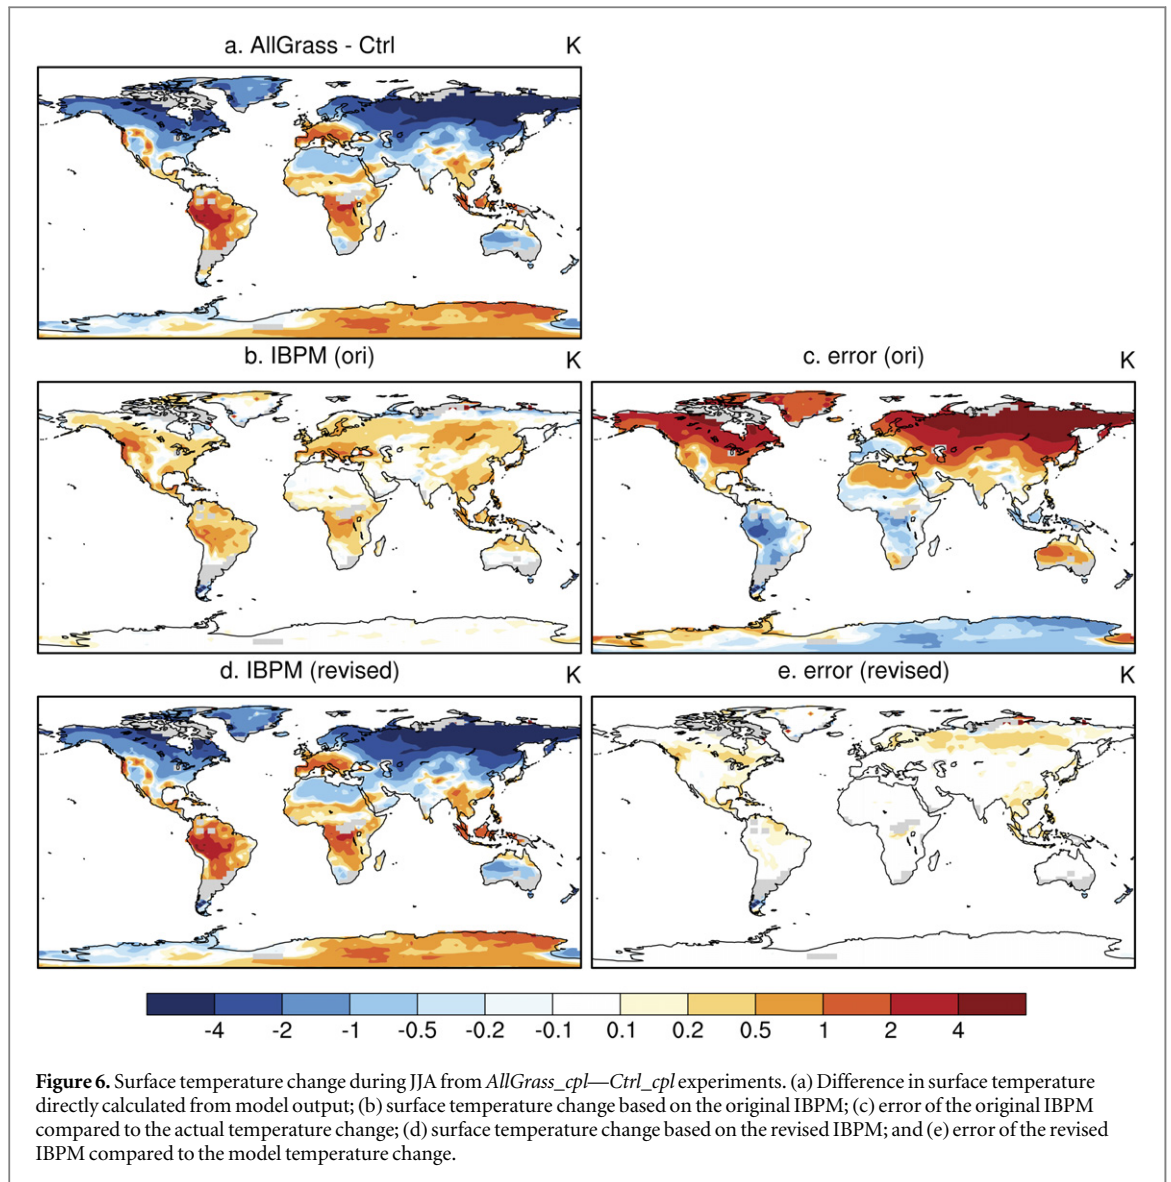 a. AllGrass - Ctrl K
b. IBPM (ori) K
c. error (ori) K
d. IBPM (revised) K
e. error (revised) K
-4 -2 -1 -0.5 -0.2 -0.1 0.1 0.2 0.5 1 2 4
Figure 6. Surface temperature change during JJA from AllGrass_cpl—Ctrl_cpl experiments. (a) Difference in surface temperature
directly calculated from model output; (b) surface temperature change based on the original IBPM; (c) error of the original IBPM
compared to the actual temperature change; (d) surface temperature change based on the revised IBPM; and (e) error of the revised
IBPM compared to the model temperature change.